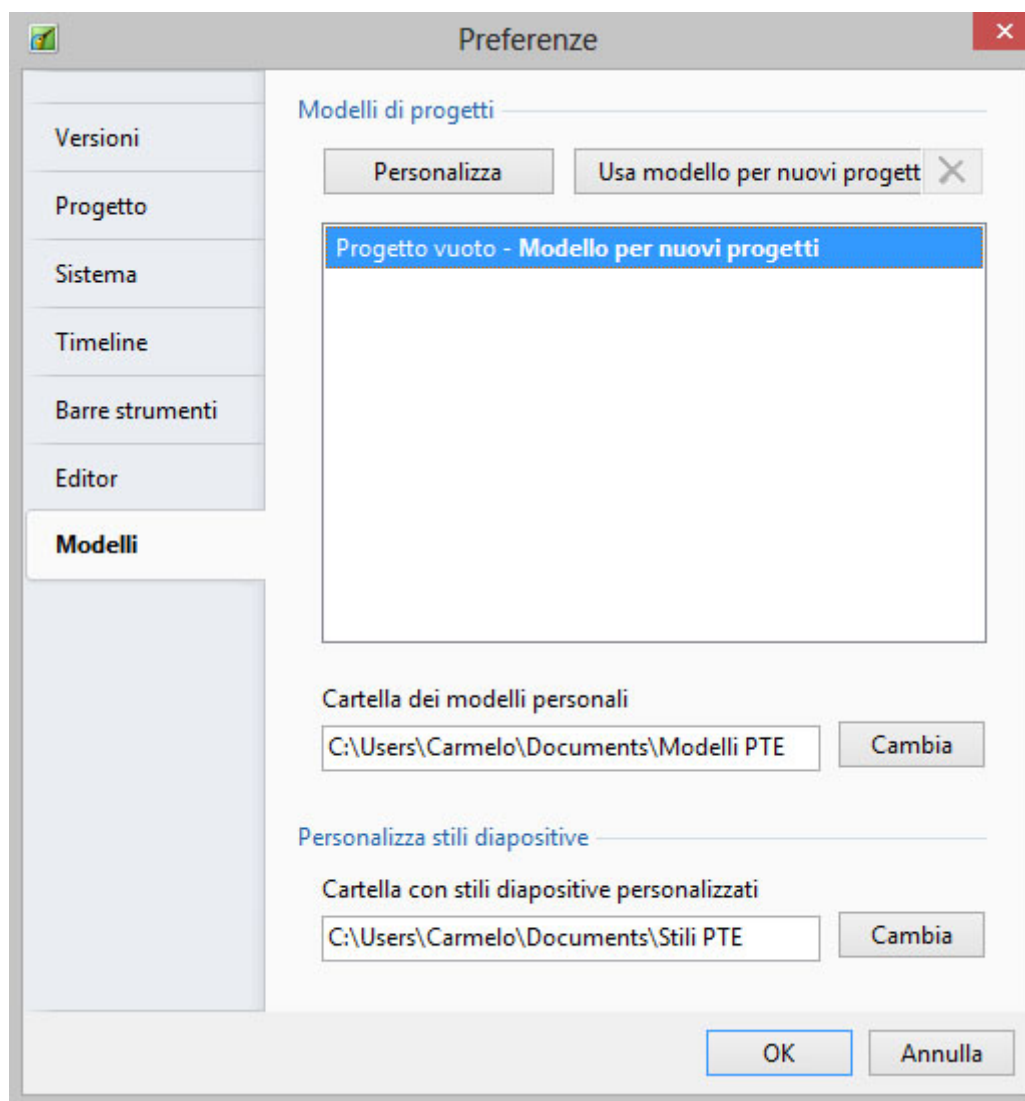 Preferenze
Versioni
Progetto
Sistema
Timeline
Barre strumenti
Editor
Modelli
Modelli di progetti
Personalizza
Usa modello per nuovi progett
Progetto vuoto - Modello per nuovi progetti
Cartella dei modelli personali
C:\Users\Carmelo\Documents\Modelli PTE
Cambia
Personalizza stili diapositive
Cartella con stili diapositive personalizzati
C:\Users\Carmelo\Documents\Stili PTE
Cambia
OK
Annulla